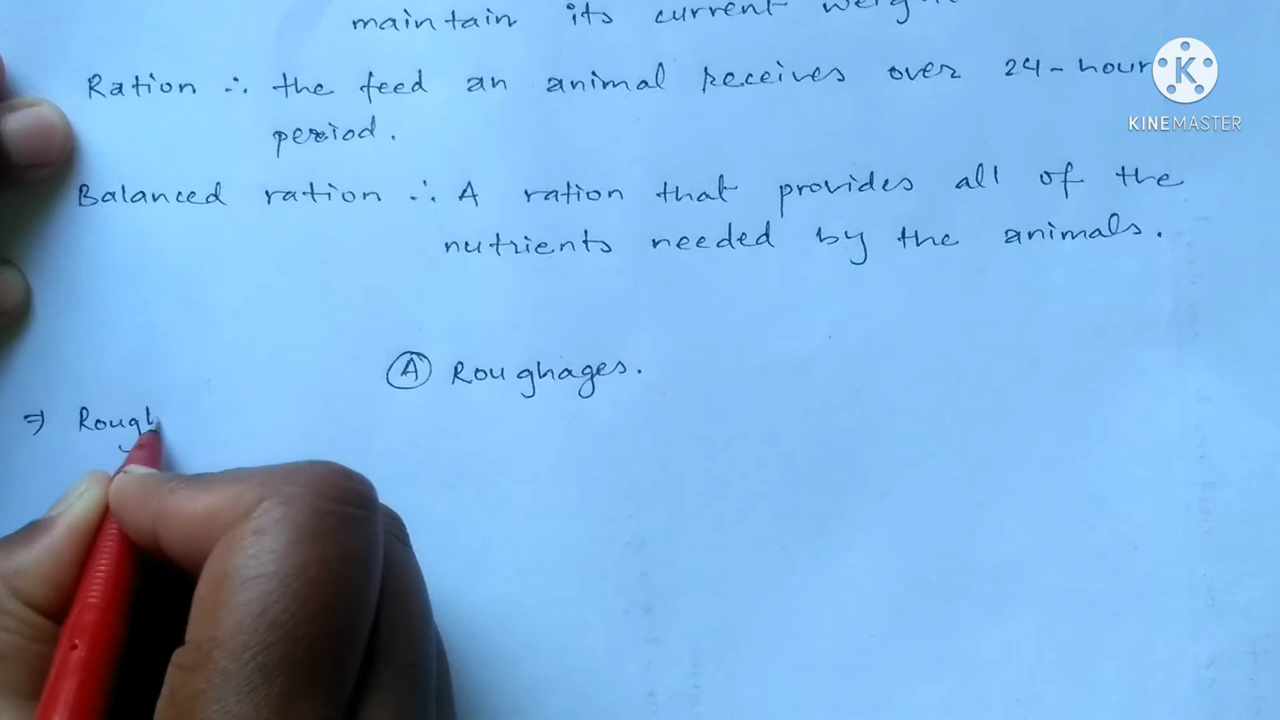 maintain its current weight
Ration ∴ the feed an animal receives over 24-hour
period.
Balanced ration ∴ A ration that provides all of the
nutrients needed by the animals.
Ⓐ Roughages.
⇒ Rough
K
KINEMASTER